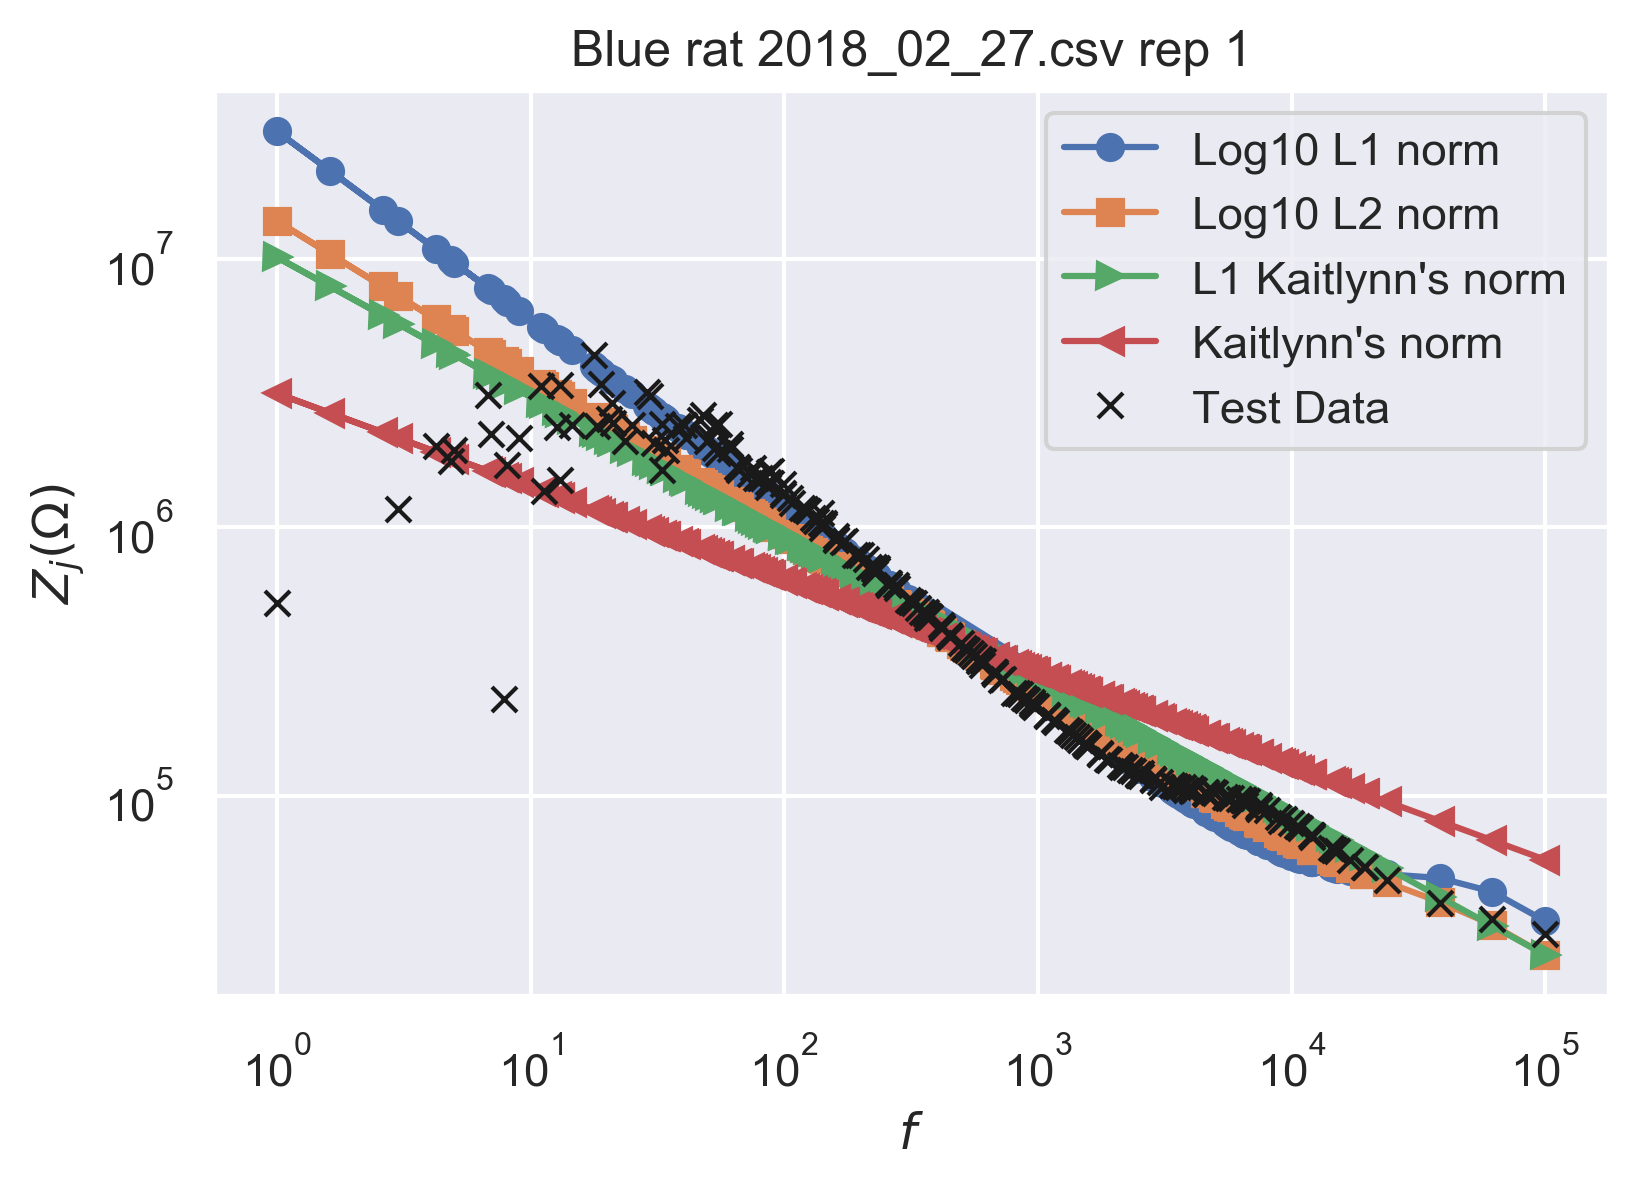 Blue rat 2018_02_27.csv rep 1
Log10 L1 norm
Log10 L2 norm
L1 Kaitlynn's norm
Kaitlynn's norm
Test Data
Z_j(Ω)
10^7
10^6
10^5
10^0 10^1 10^2 10^3 10^4 10^5
f